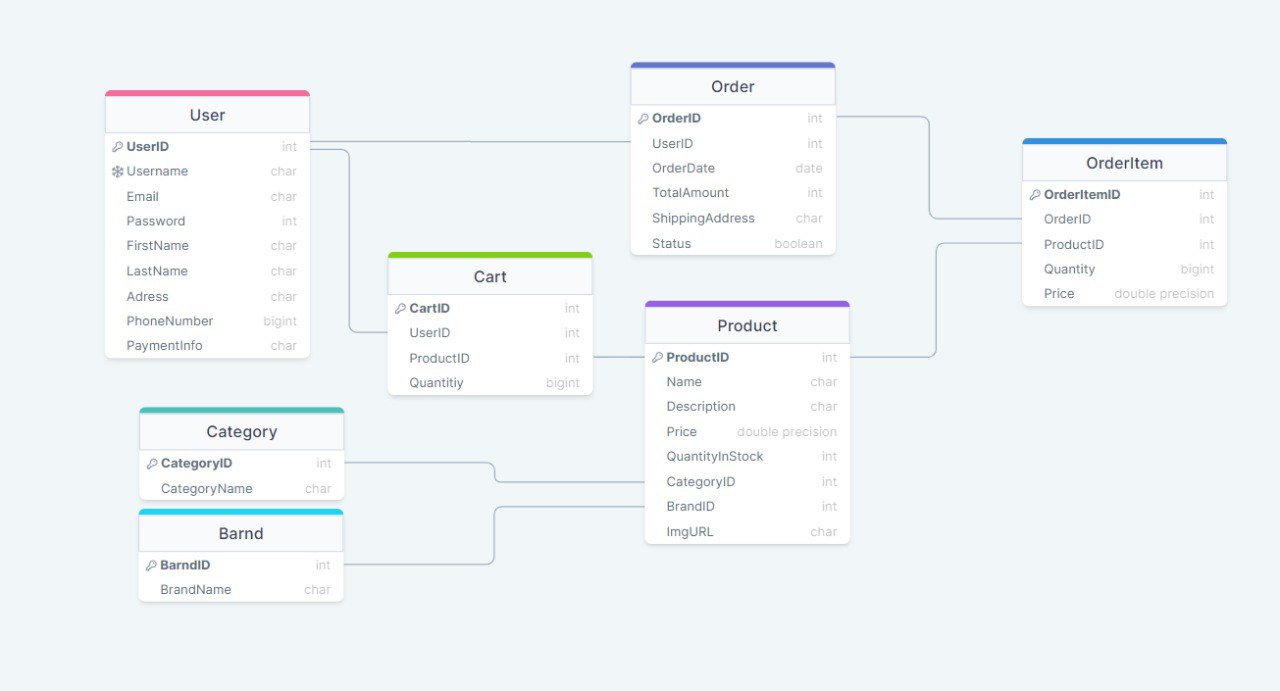 User
UserID int
Username char
Email char
Password int
FirstName char
LastName char
Adress char
PhoneNumber bigint
PaymentInfo char
Order
OrderID int
UserID int
OrderDate date
TotalAmount int
ShippingAddress char
Status boolean
OrderItem
OrderItemID int
OrderID int
ProductID int
Quantity bigint
Price double precision
Cart
CartID int
UserID int
ProductID int
Quantitiy bigint
Product
ProductID int
Name char
Description char
Price double precision
QuantityInStock int
CategoryID int
BrandID int
ImgURL char
Category
CategoryID int
CategoryName char
Barnd
BarndID int
BrandName char